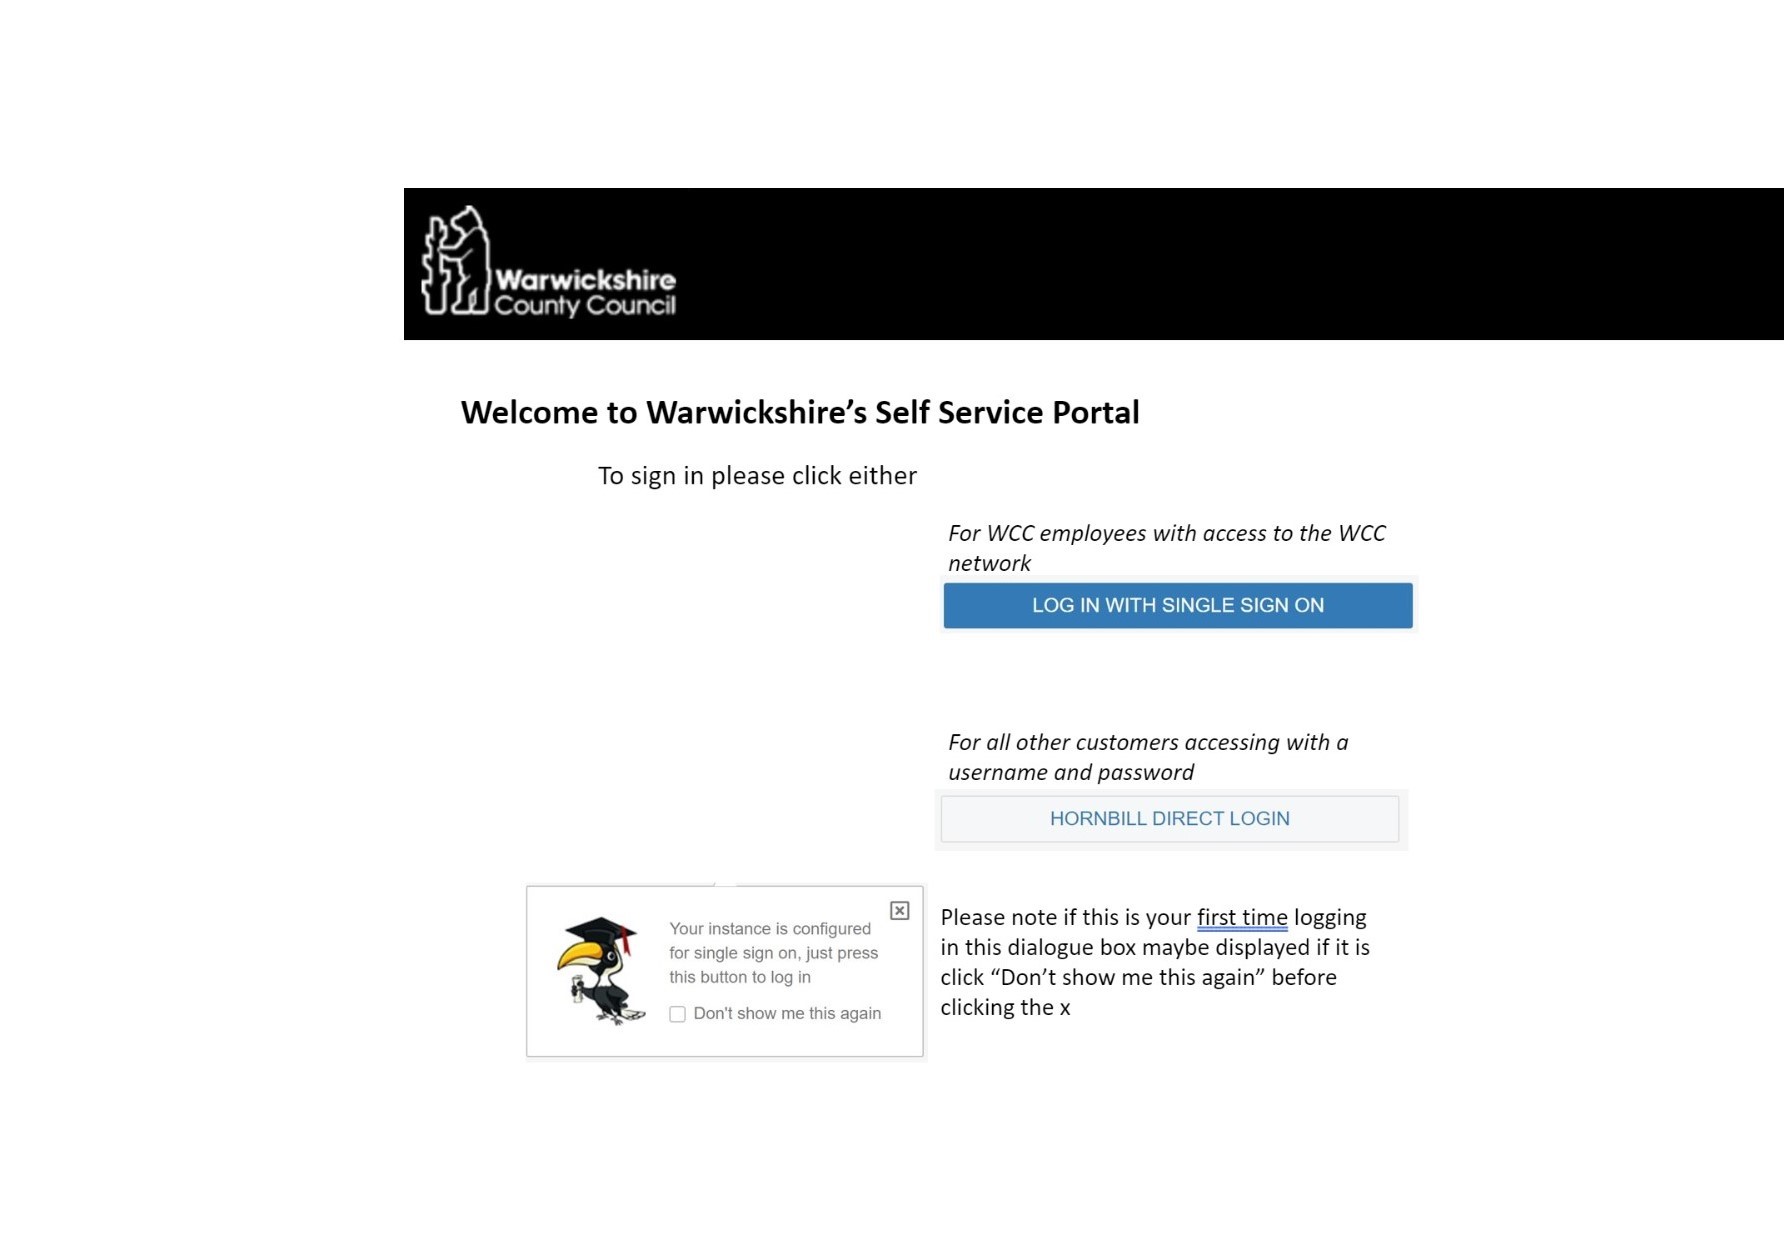 Warwickshire
County Council
Welcome to Warwickshire’s Self Service Portal
To sign in please click either
For WCC employees with access to the WCC
network
LOG IN WITH SINGLE SIGN ON
For all other customers accessing with a
username and password
HORNBILL DIRECT LOGIN
Your instance is configured
for single sign on, just press
this button to log in
Don't show me this again
Please note if this is your first time logging
in this dialogue box maybe displayed if it is
click “Don’t show me this again” before
clicking the x